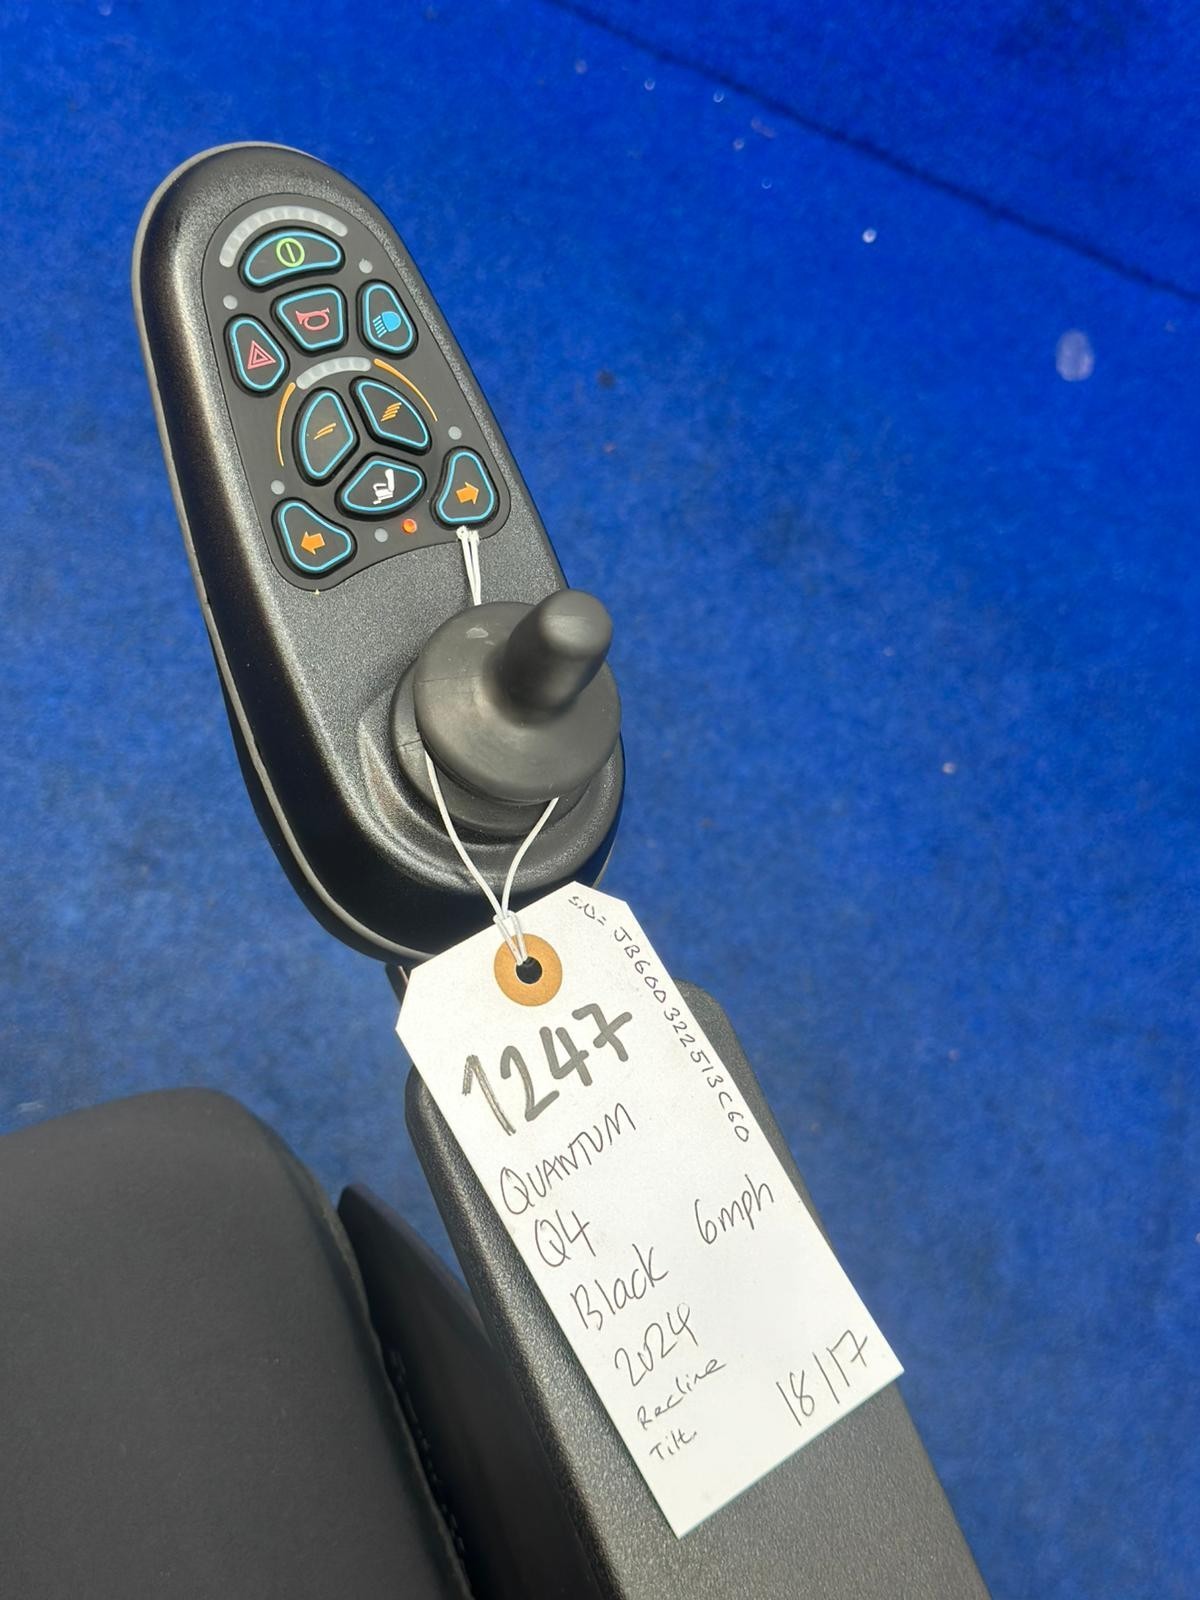 S/N= JB600322513C60
1247
QUANTUM
Q4
6mph
Black
2024
Recline
Tilt.
18/17